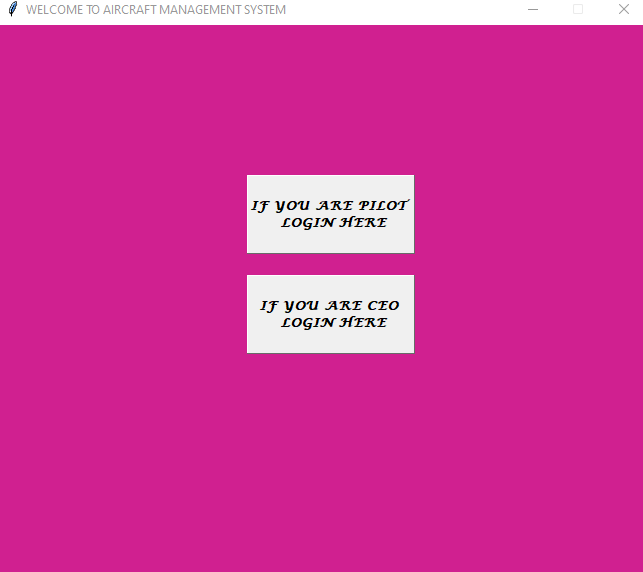 WELCOME TO AIRCRAFT MANAGEMENT SYSTEM
IF YOU ARE PILOT
LOGIN HERE
IF YOU ARE CEO
LOGIN HERE